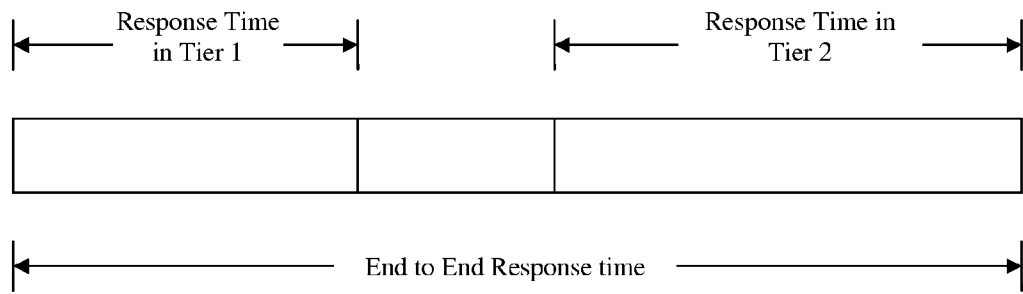 Response Time
in Tier 1
Response Time in
Tier 2
End to End Response time